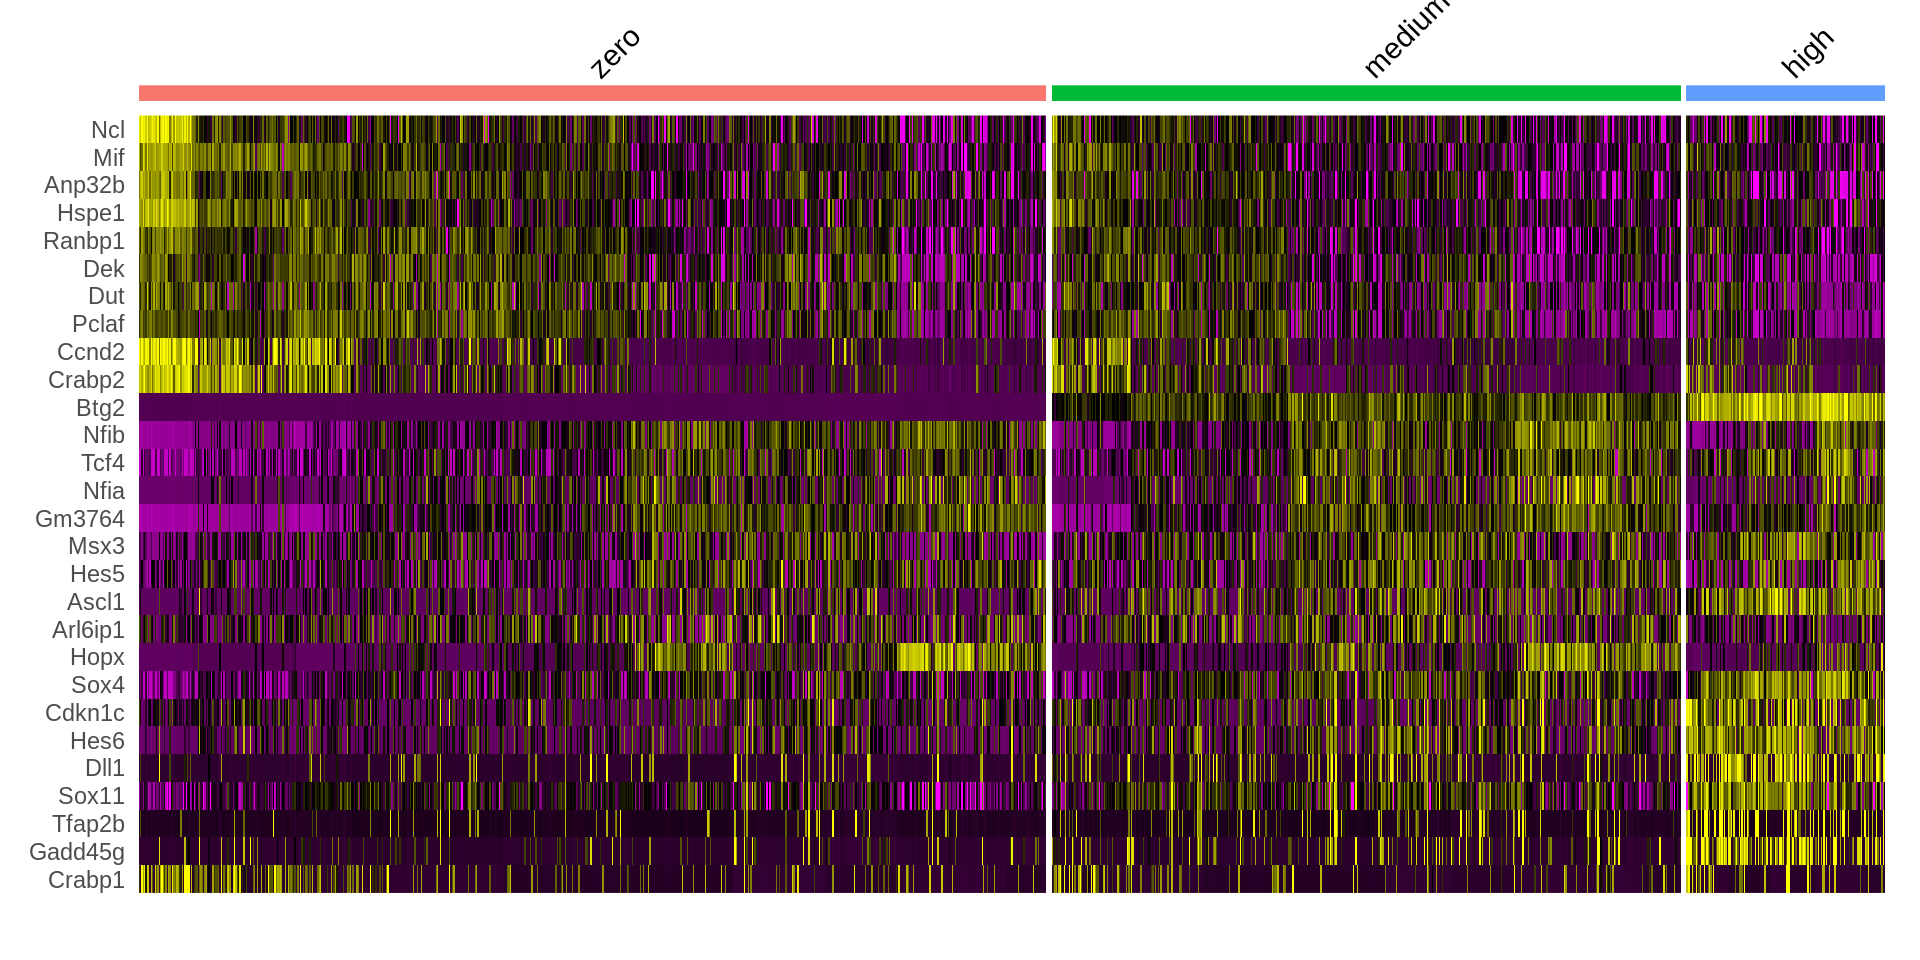 zero
medium
high
Ncl
Mif
Anp32b
Hspe1
Ranbp1
Dek
Dut
Pclaf
Ccnd2
Crabp2
Btg2
Nfib
Tcf4
Nfia
Gm3764
Msx3
Hes5
Ascl1
Arl6ip1
Hopx
Sox4
Cdkn1c
Hes6
Dll1
Sox11
Tfap2b
Gadd45g
Crabp1